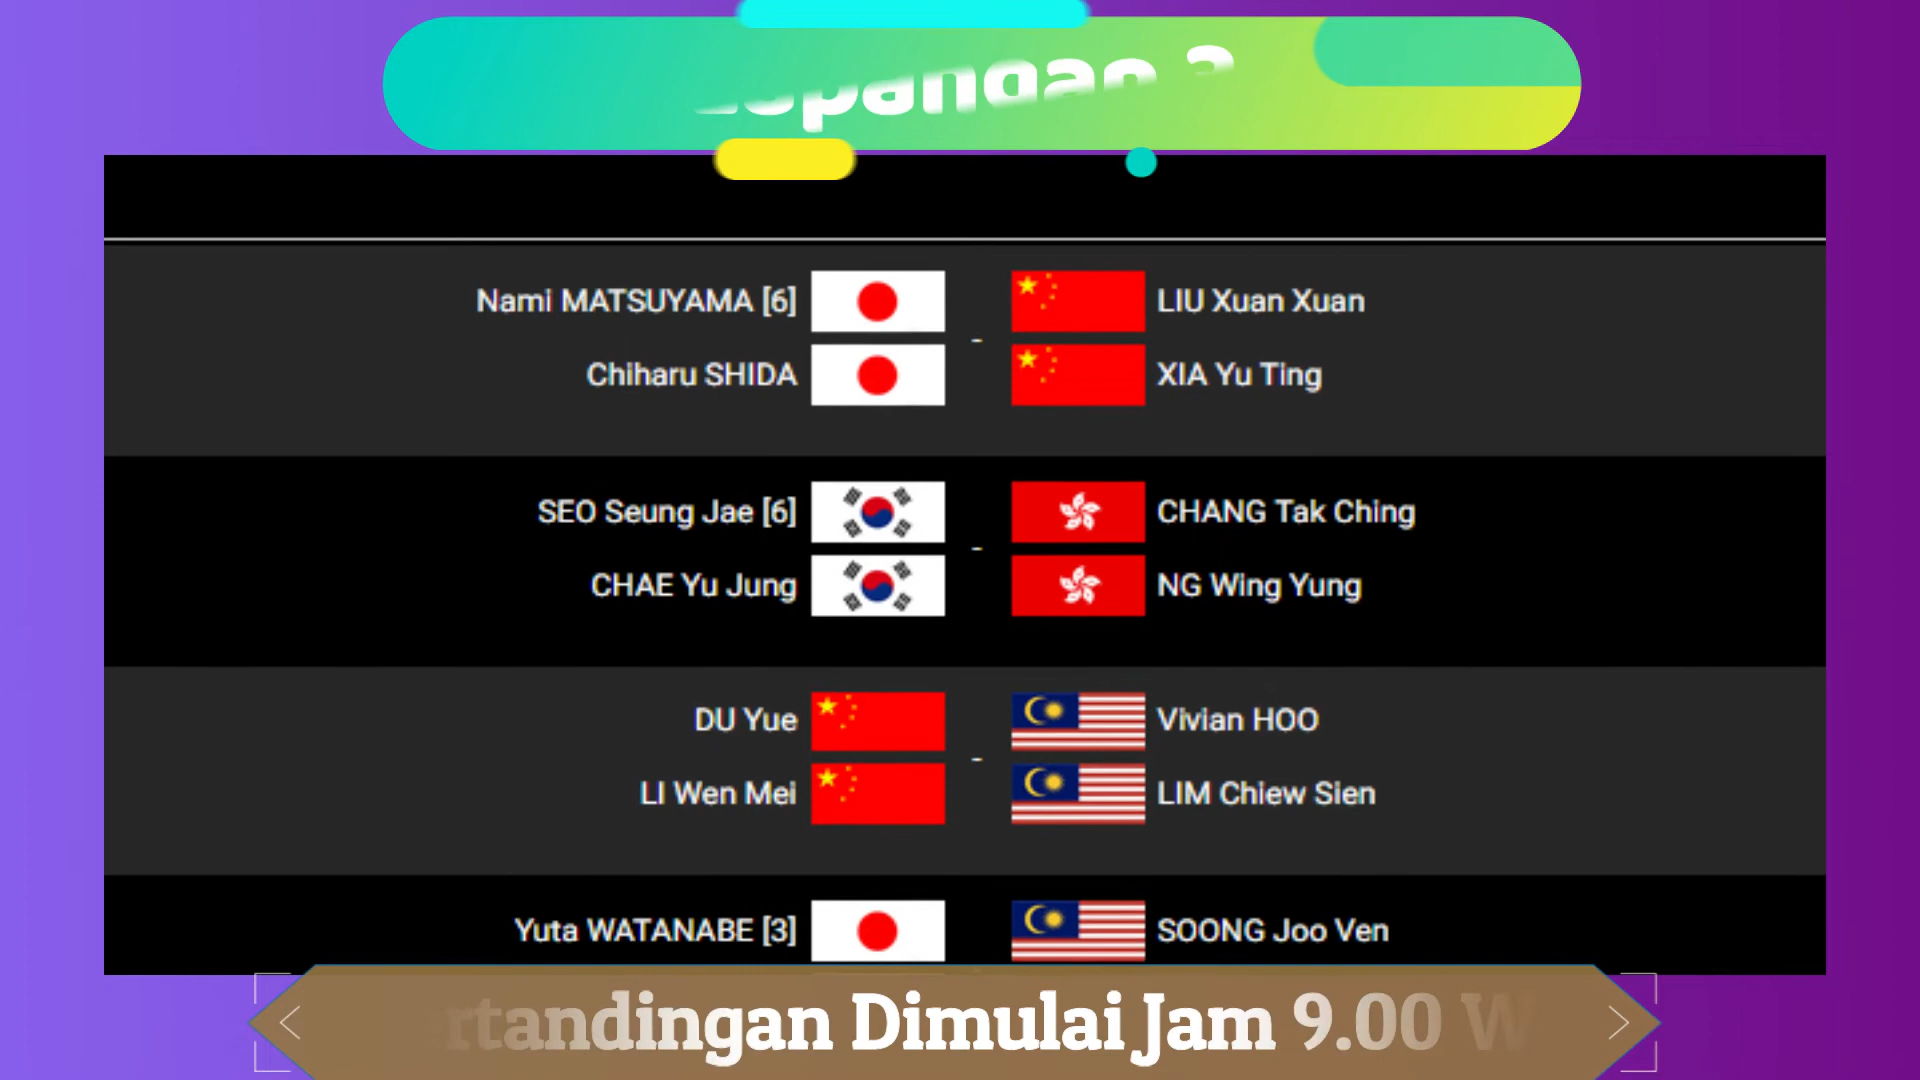 Nami MATSUYAMA [6] - LIU Xuan Xuan
Chiharu SHIDA XIA Yu Ting
SEO Seung Jae [6] - CHANG Tak Ching
CHAE Yu Jung NG Wing Yung
DU Yue - Vivian HOO
LI Wen Mei LIM Chiew Sien
Yuta WATANABE [3] SOONG Joo Ven
rtandingan Dimulai Jam 9.00 W